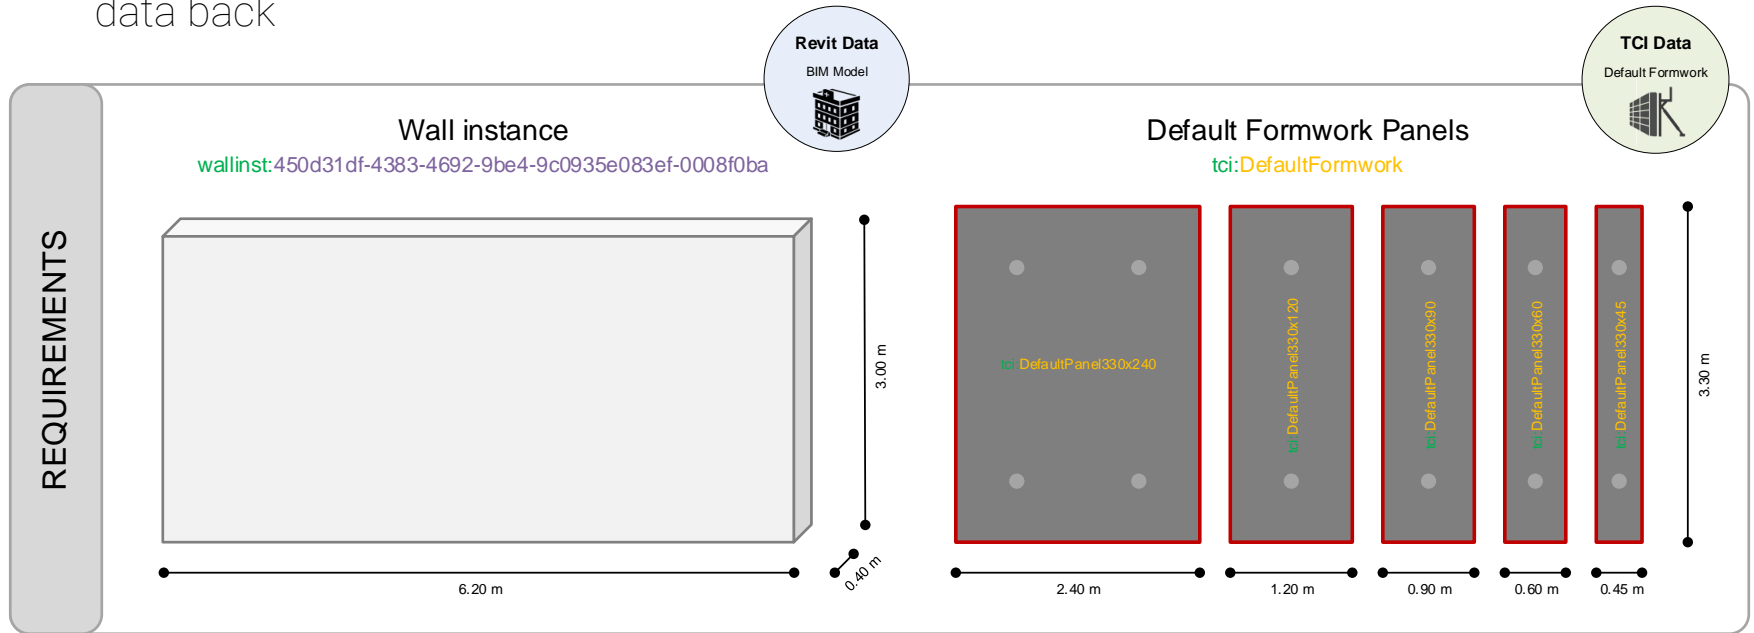 data back
Revit Data
BIM Model
TCI Data
Default Formwork
REQUIREMENTS
Wall instance
wallinst:450d31df-4383-4692-9be4-9c0935e083ef-0008f0ba
3.00 m
0.40 m
6.20 m
Default Formwork Panels
tci:DefaultFormwork
tci:DefaultPanel330x240
tci:DefaultPanel330x120
tci:DefaultPanel330x90
tci:DefaultPanel330x60
tci:DefaultPanel330x45
3.30 m
2.40 m
1.20 m
0.90 m
0.60 m
0.45 m